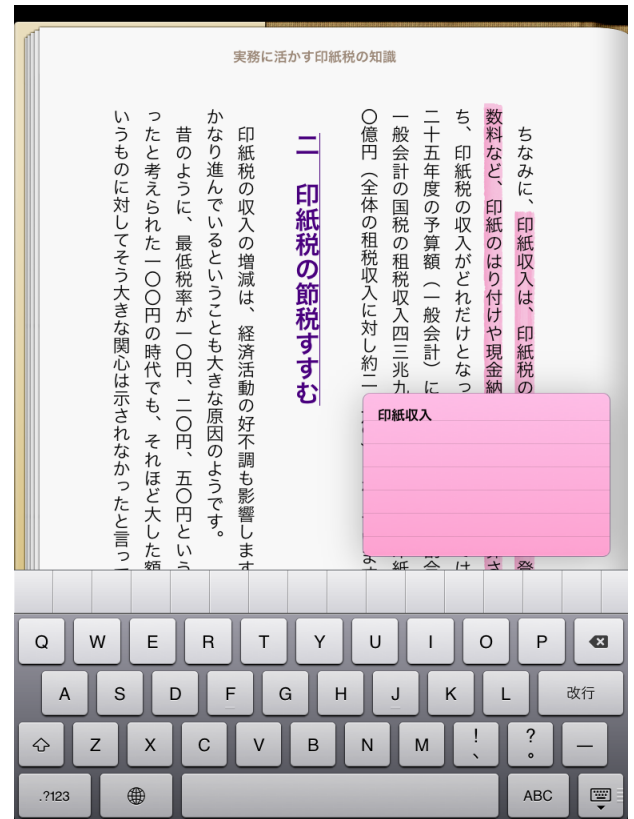 実務に活かす印紙税の知識
ちなみに、印紙収入は、印紙税の
数料など、印紙のはり付けや現金納
ち、印紙税の収入がどれだけとなっ
二十五年度の予算額（一般会計）に
一般会計の国税の租税収入四三兆九
〇億円（全体の租税収入に対し約二
二　印紙税の節税すすむ
印紙税の収入の増減は、経済活動の好不調も影響します
かなり進んでいるということも大きな原因のようです。
昔のように、最低税率が一〇円、二〇円、五〇円という
ったと考えられた一〇〇円の時代でも、それほど大した額
いうものに対してそう大きな関心は示されなかったと言っ
印紙収入
Q W E R T Y U I O P
A S D F G H J K L 改行
Z X C V B N M ! 、 ? 。 ー
.?123 ABC